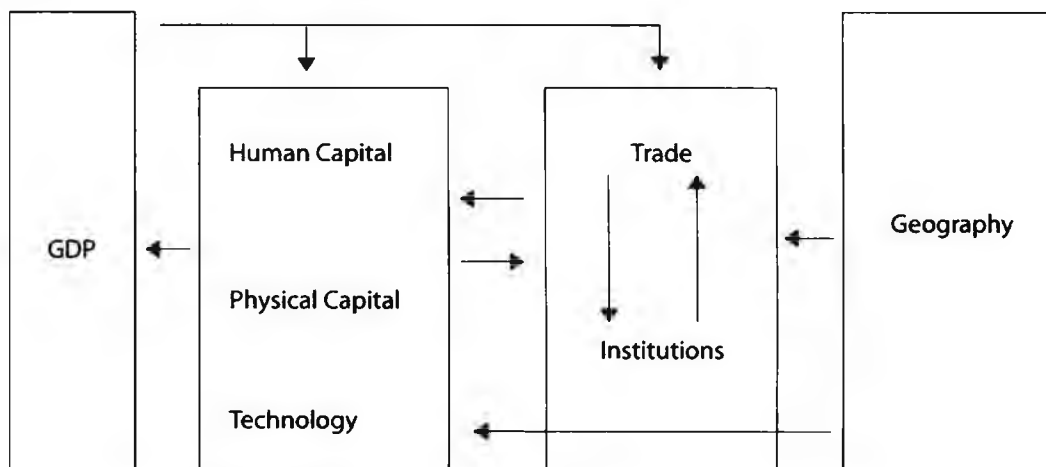 GDP
Human Capital
Physical Capital
Technology
Trade
Institutions
Geography